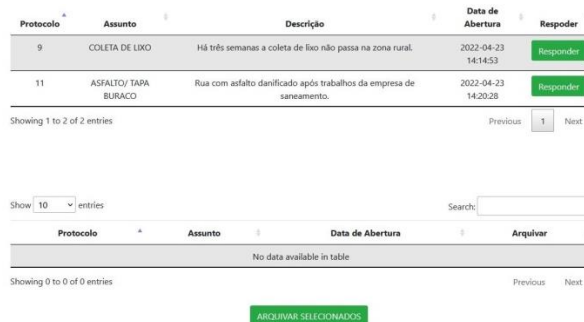 Protocolo Assunto Descrição Data de Abertura Respoder
9 COLETA DE LIXO Há três semanas a coleta de lixo não passa na zona rural. 2022-04-23 14:14:53 Responder
11 ASFALTO/ TAPA BURACO Rua com asfalto danificado após trabalhos da empresa de saneamento. 2022-04-23 14:20:28 Responder
Showing 1 to 2 of 2 entries Previous 1 Next
Show 10 entries Search:
Protocolo Assunto Data de Abertura Arquivar
No data available in table
Showing 0 to 0 of 0 entries Previous Next
ARQUIVAR SELECIONADOS